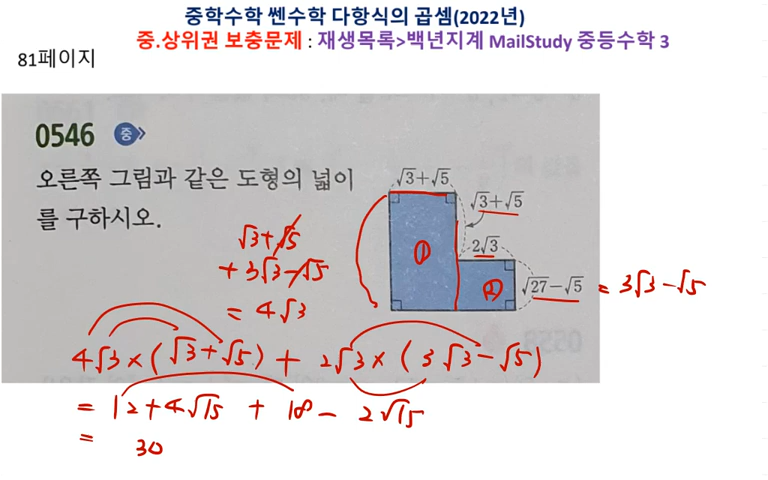 중학수학 쎈수학 다항식의 곱셈(2022년)
중.상위권 보충문제 : 재생목록>백년지계 MailStudy 중등수학 3
81페이지
0546 중
오른쪽 그림과 같은 도형의 넓이
를 구하시오.
√3+√5
√3+√5
2√3
√27-√5 = 3√3-√5
①
②
√3+√5
+ 3√3-√5
= 4√3
4√3×(√3+√5) + 2√3×(3√3-√5)
= 12+4√15 + 18 - 2√15
= 30